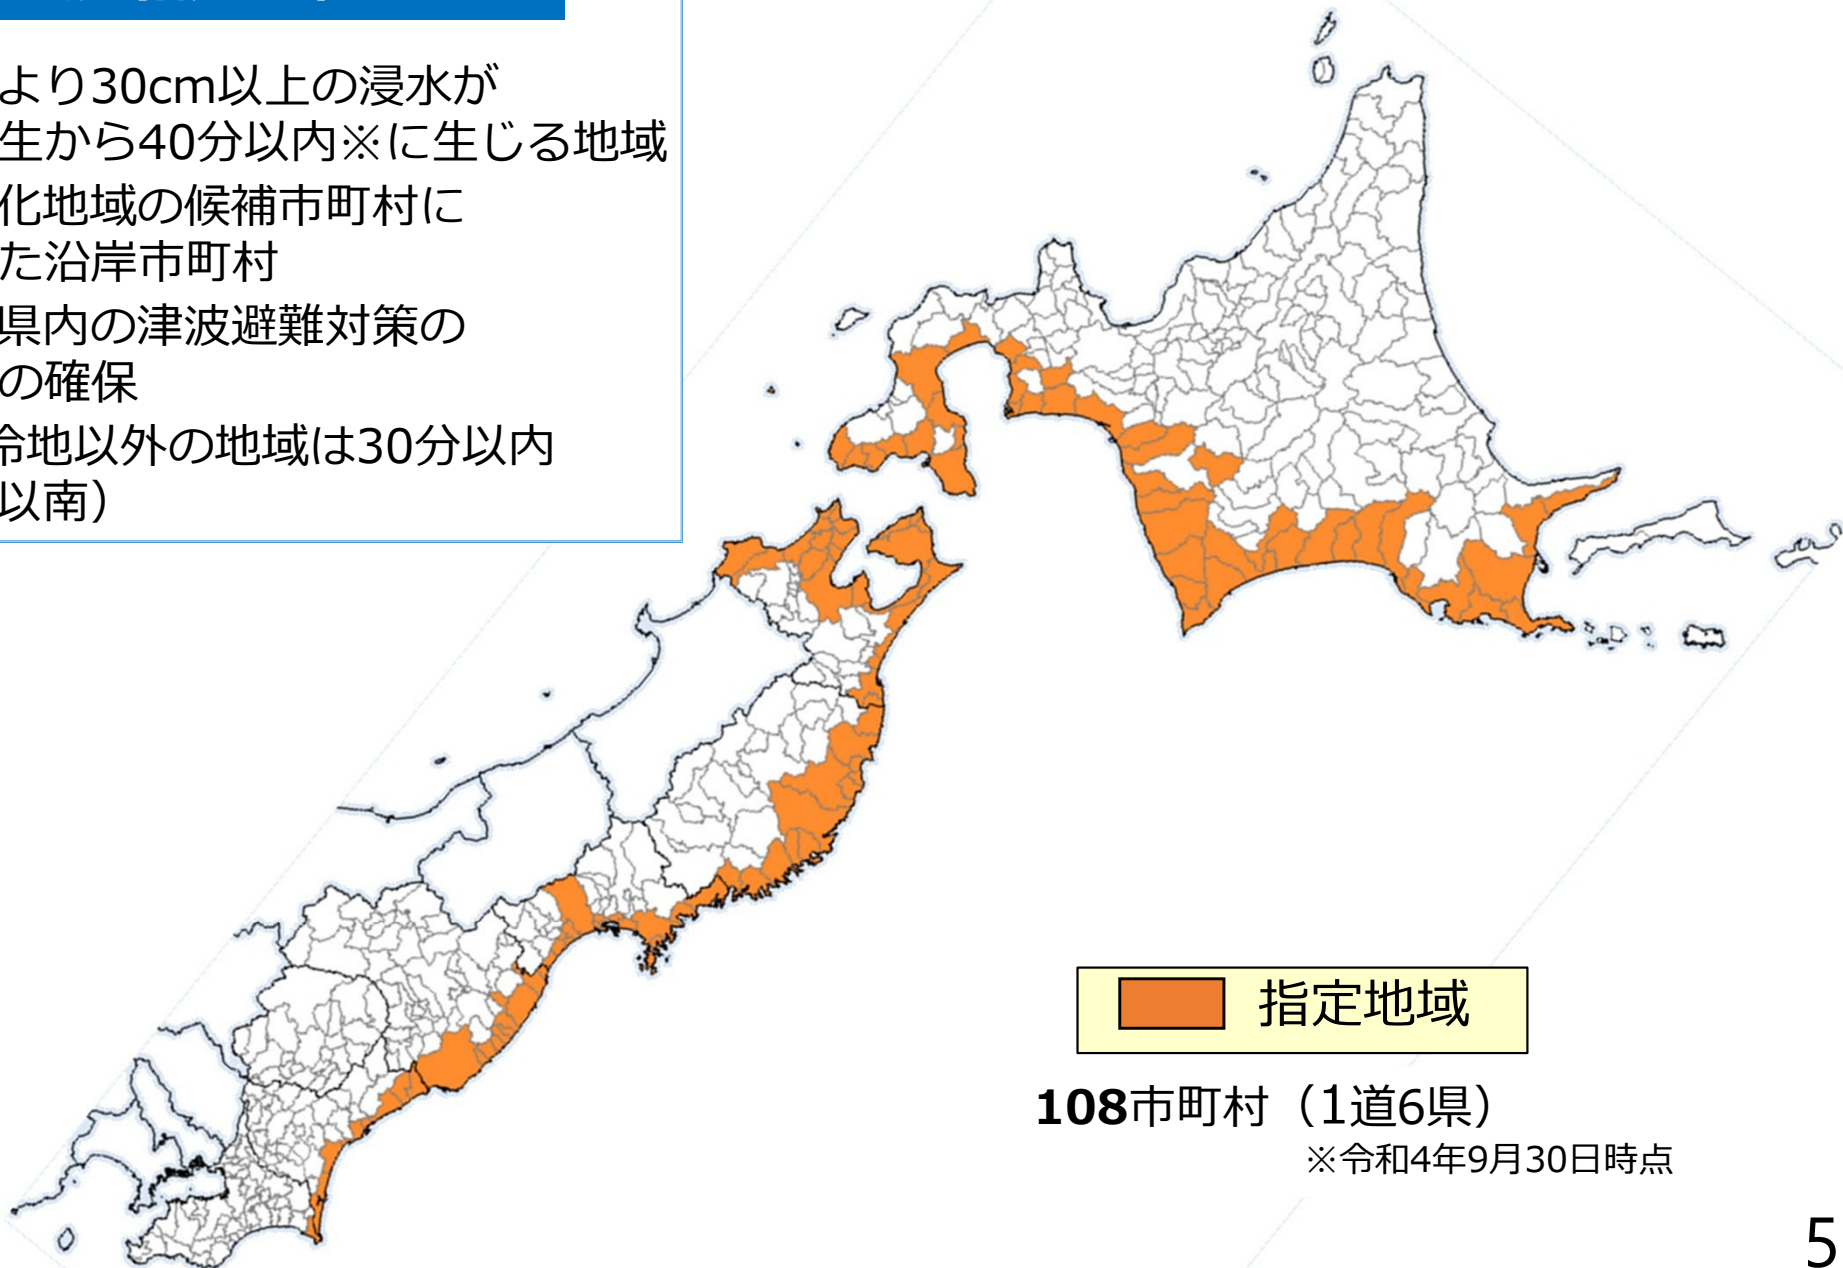 より30cm以上の浸水が
生から40分以内※に生じる地域
化地域の候補市町村に
た沿岸市町村
県内の津波避難対策の
の確保
冷地以外の地域は30分以内
以南）
指定地域
108市町村（1道6県）
※令和4年9月30日時点
5